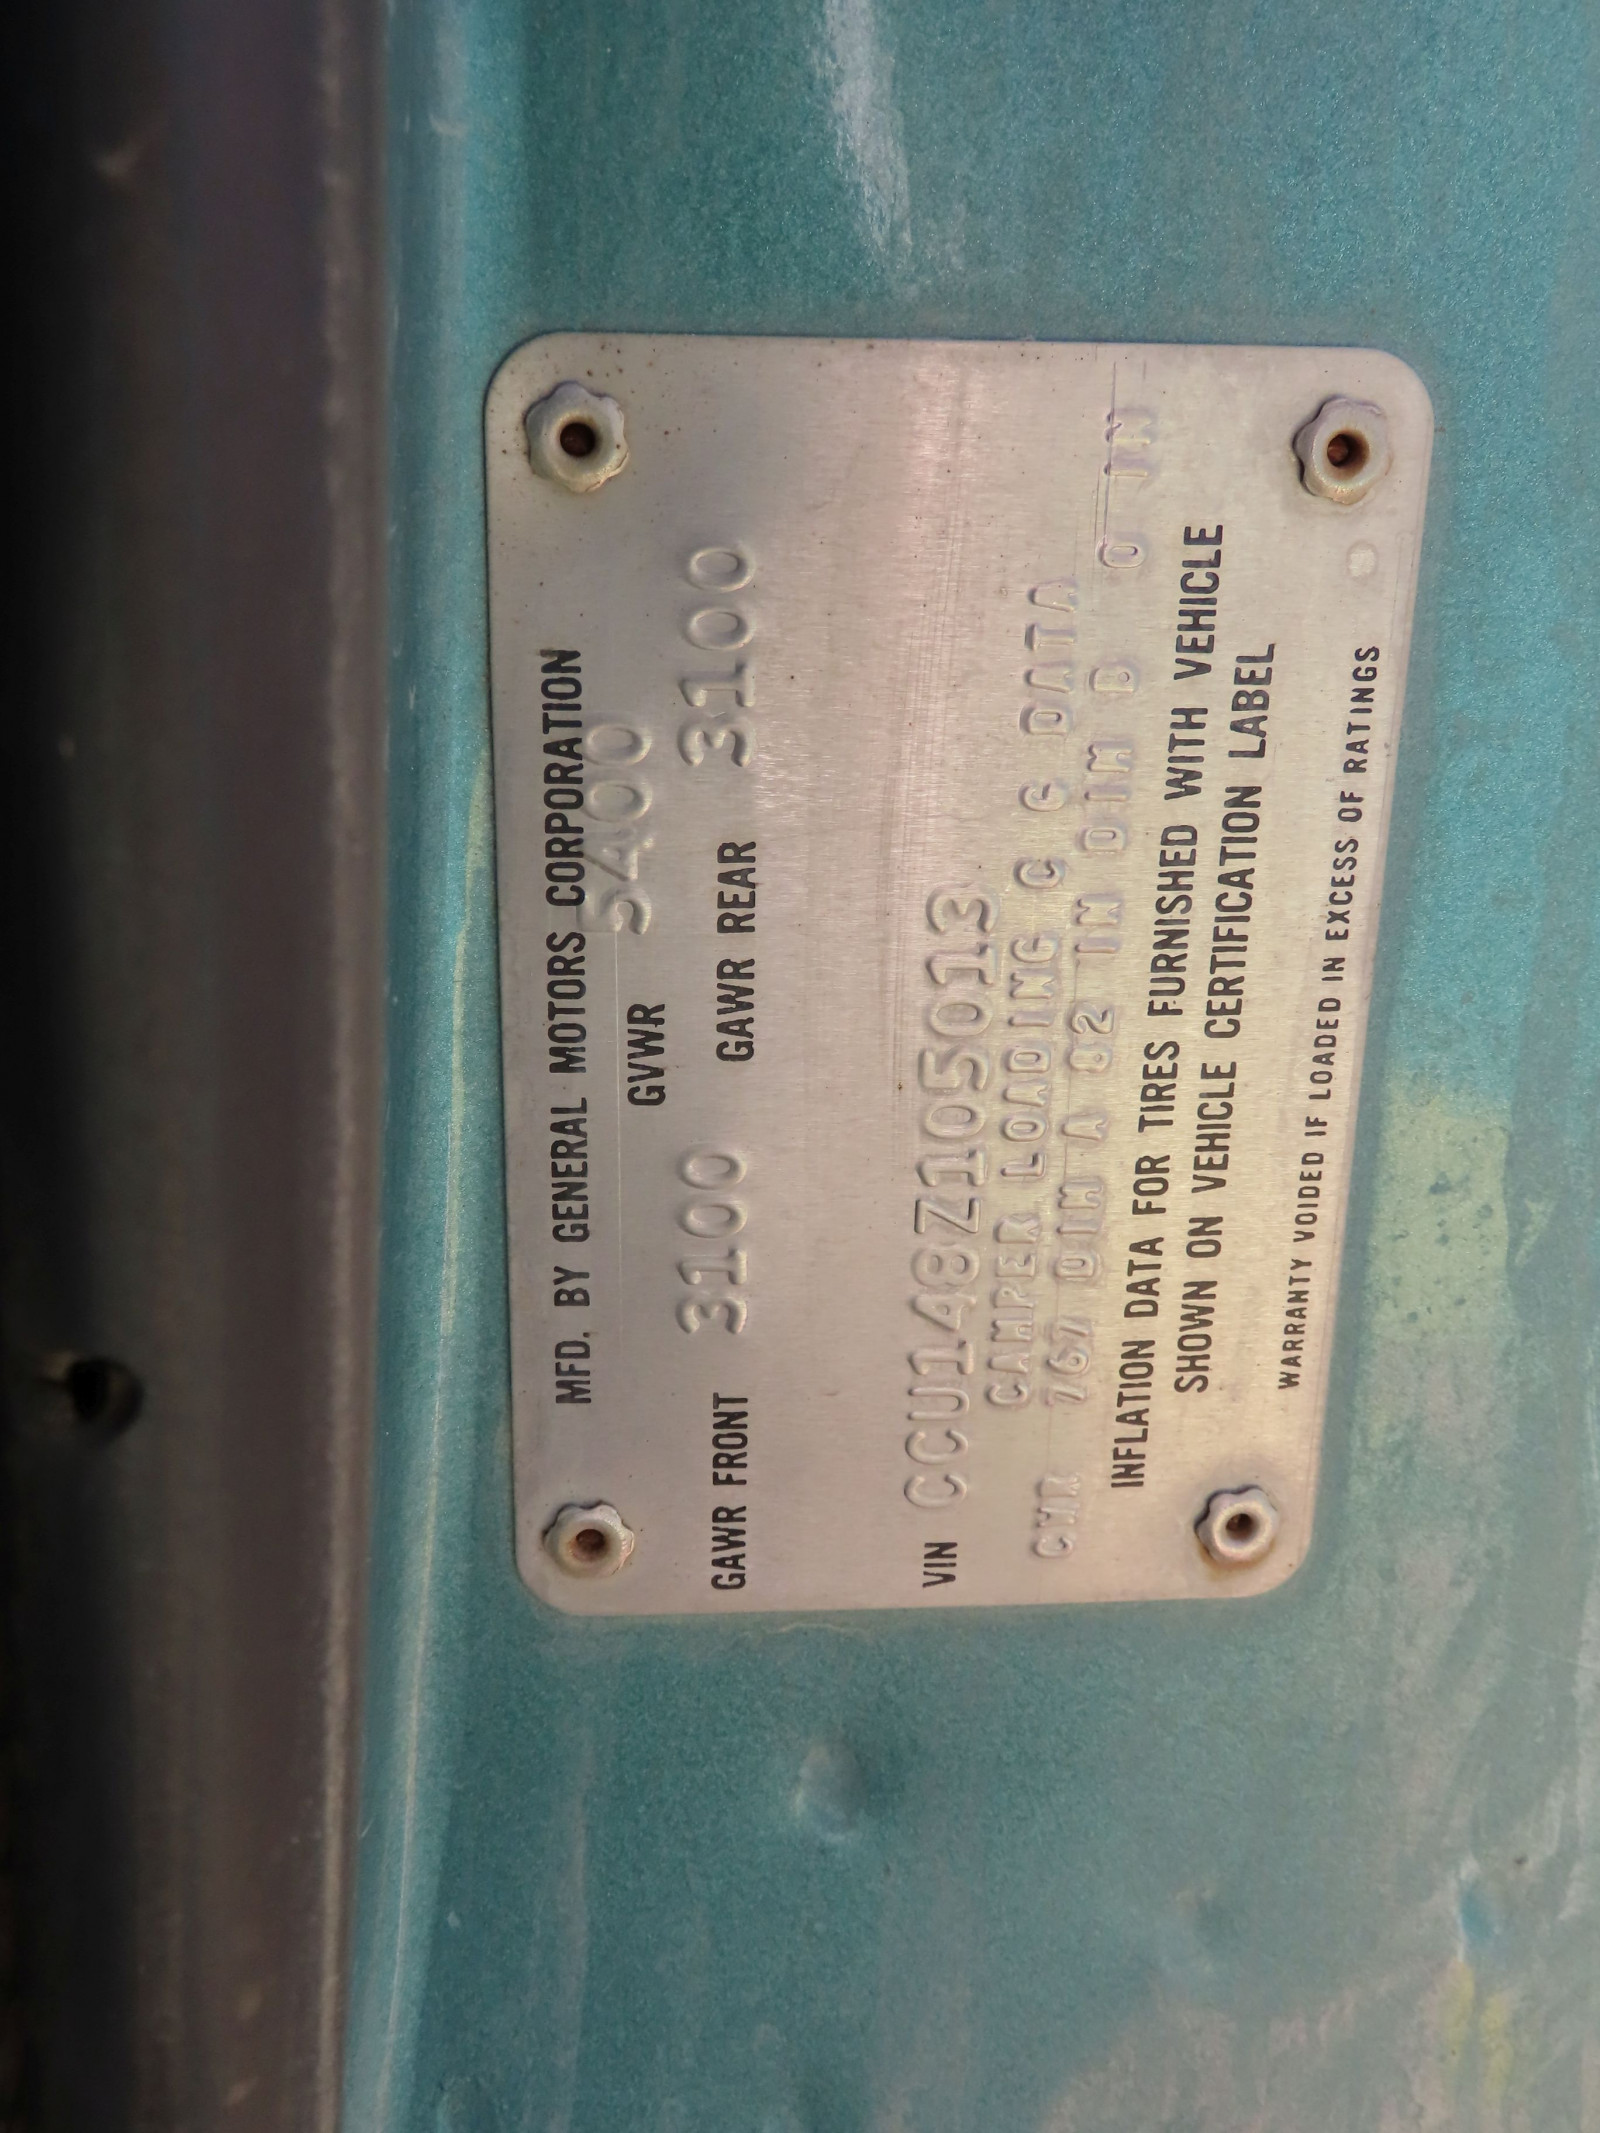 MFD. BY GENERAL MOTORS CORPORATION
GVWR 5400
GAWR FRONT 3100 GAWR REAR 3100
VIN CCU148Z105013
CAMPER LOADING C G DATA
CWR 767 DIM A 82 IN DIM B 0 IN
INFLATION DATA FOR TIRES FURNISHED WITH VEHICLE
SHOWN ON VEHICLE CERTIFICATION LABEL
WARRANTY VOIDED IF LOADED IN EXCESS OF RATINGS